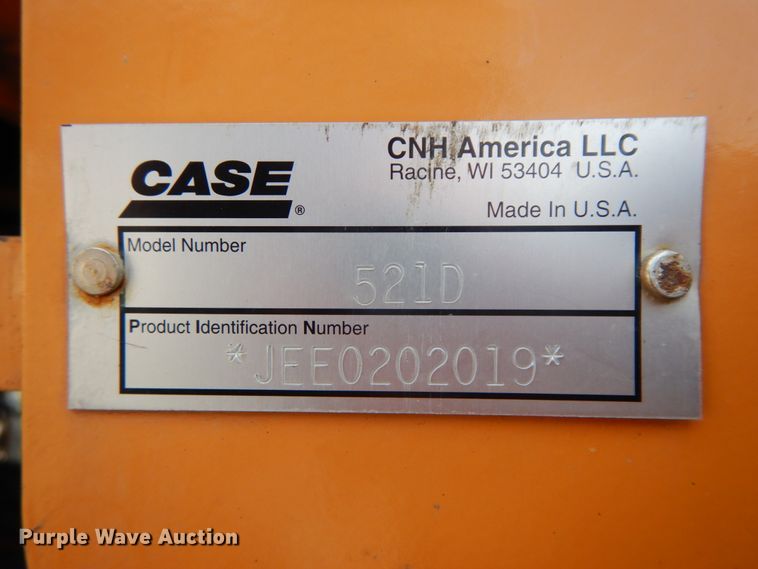 CASE®
CNH America LLC
Racine, WI 53404 U.S.A.
Made In U.S.A.
Model Number
521D
Product Identification Number
*JEE0202019*
Purple Wave Auction